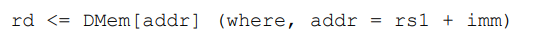 rd <= DMem[addr] (where, addr = rs1 + imm)